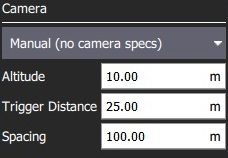 Camera
Manual (no camera specs)
Altitude 10.00 m
Trigger Distance 25.00 m
Spacing 100.00 m